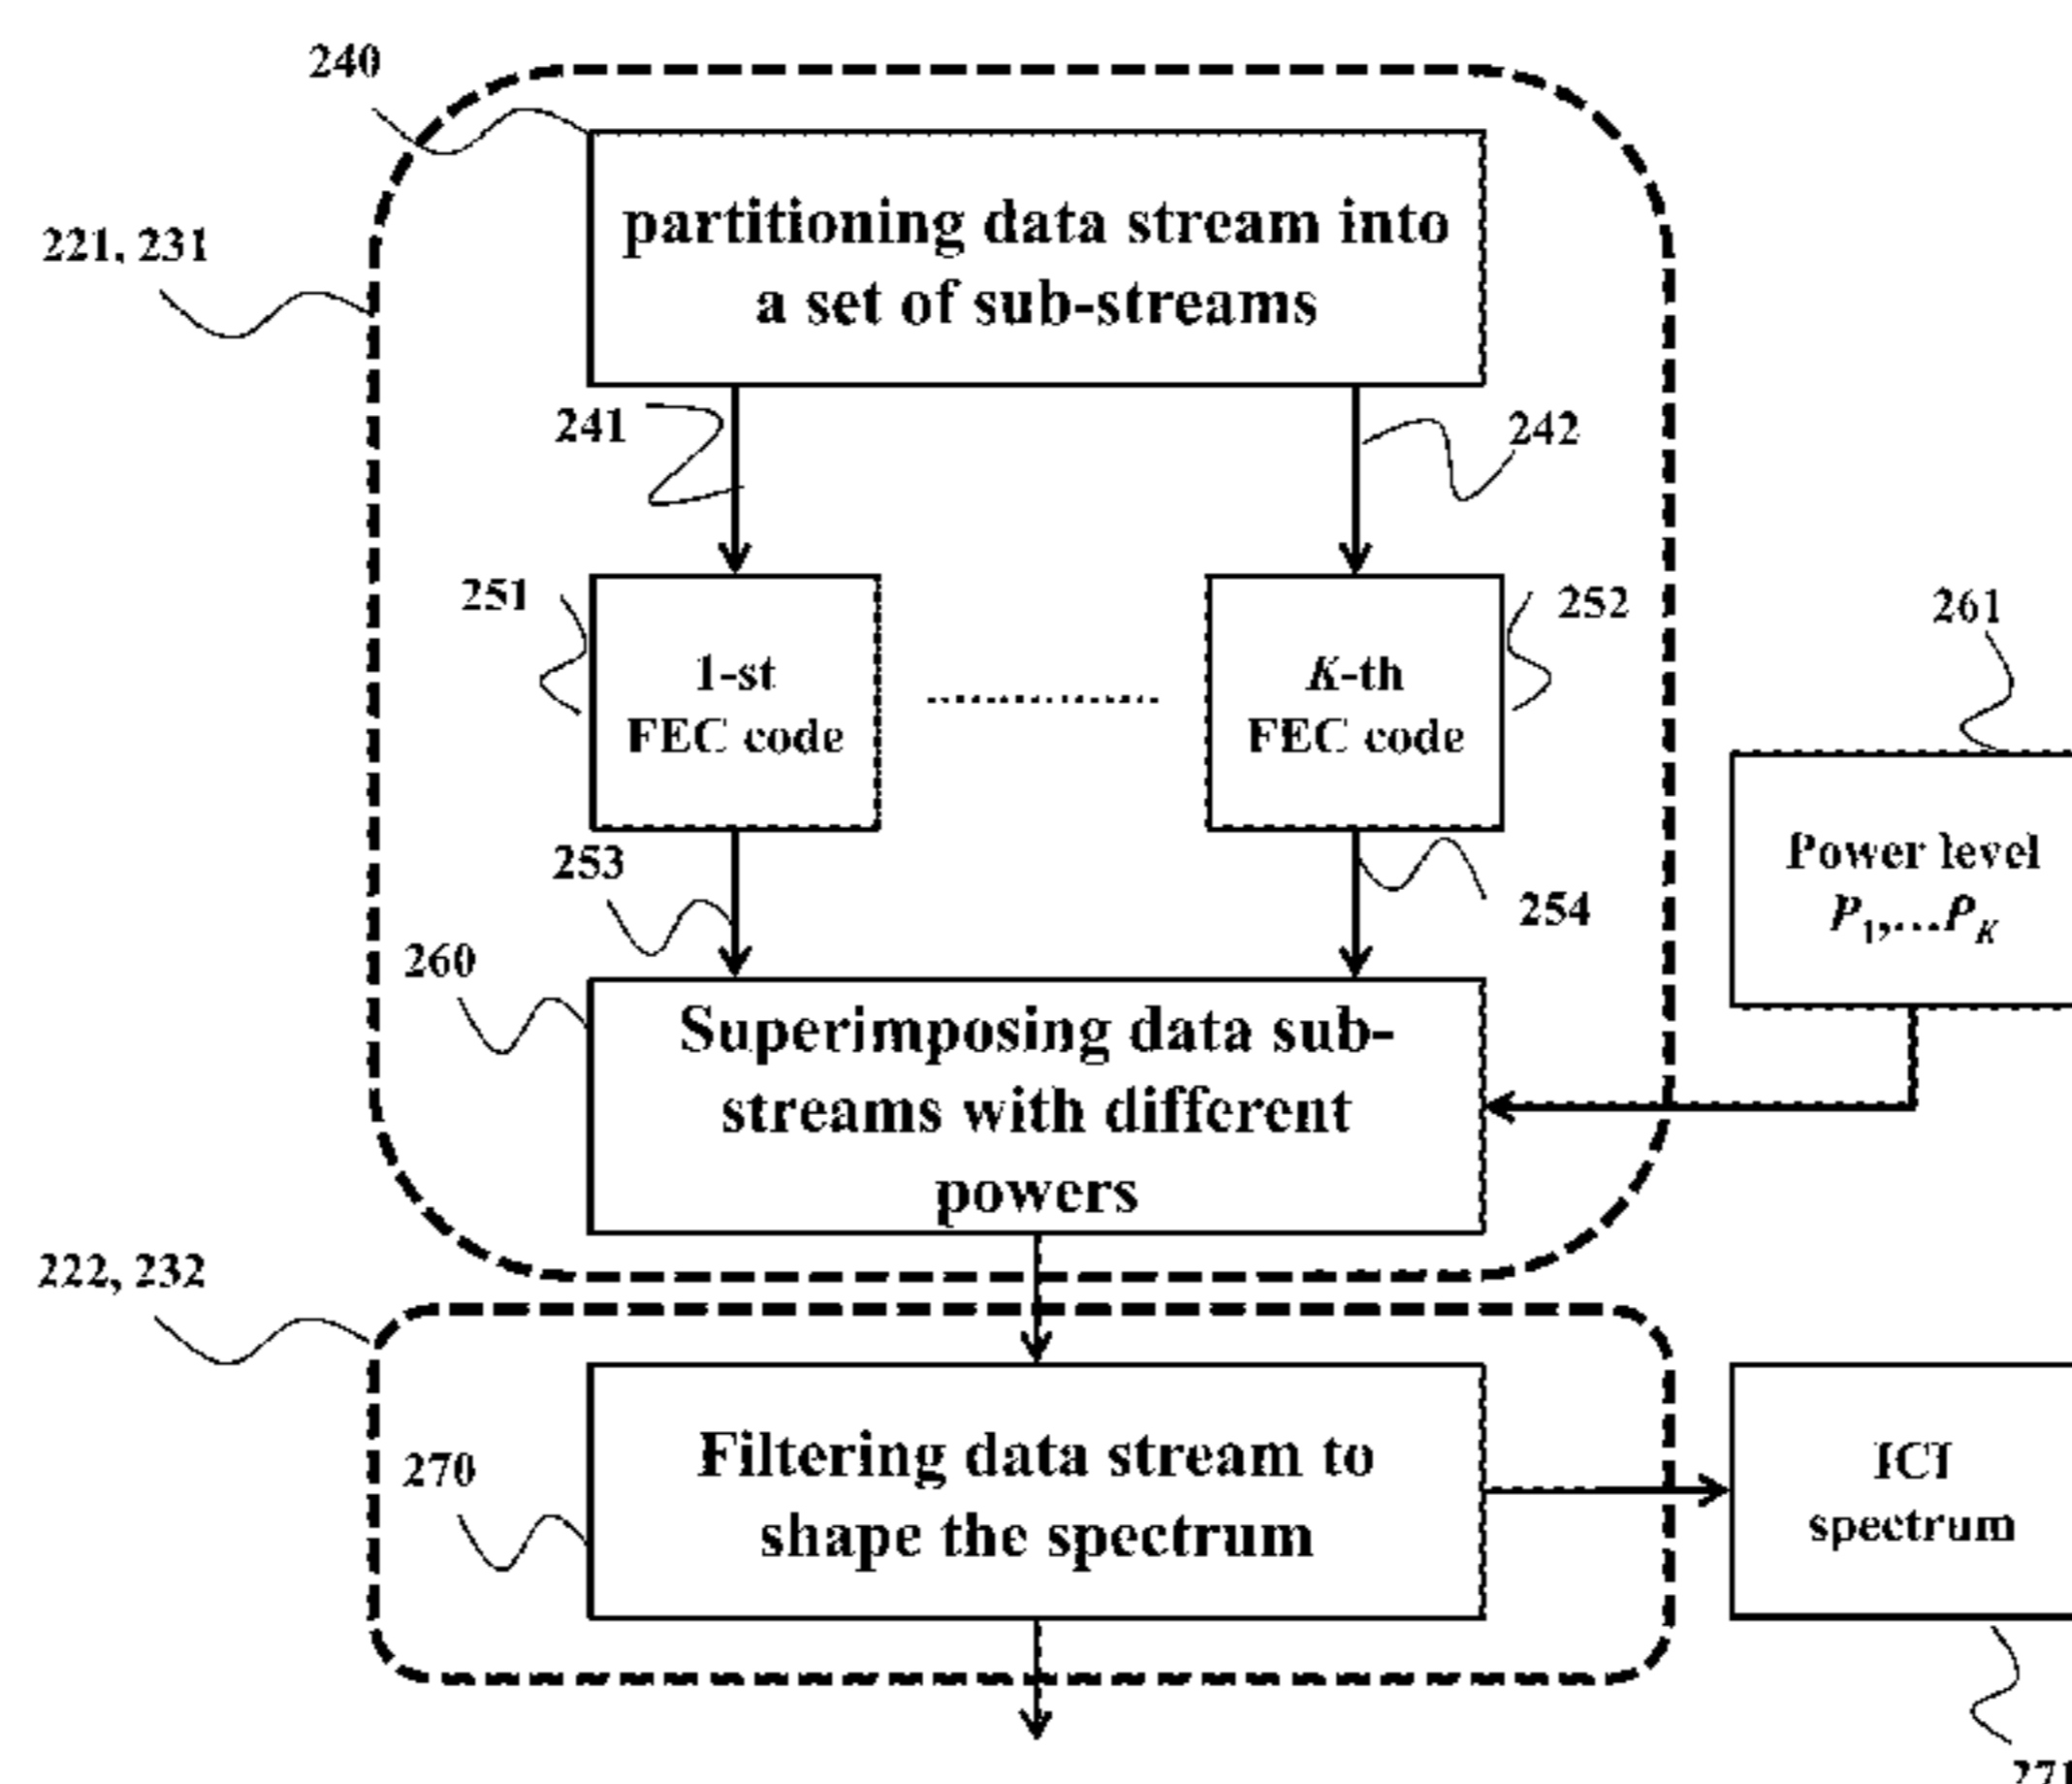 240
partitioning data stream into
a set of sub-streams
221, 231
241
242
251
1-st
FEC code
K-th
FEC code
252
261
Power level
P1,...PK
253
254
260
Superimposing data sub-
streams with different
powers
222, 232
270
Filtering data stream to
shape the spectrum
ICI
spectrum
271